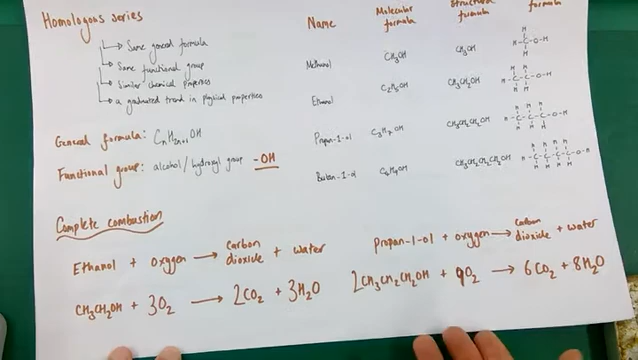 Homologous series
Name
Molecular formula
Structural formula
formula
Same general formula
Same functional group
Similar chemical properties
a graduated trend in physical properties
Methanol
CH₃OH
CH₃OH
Ethanol
C₂H₅OH
CH₃CH₂OH
General formula: CnH2n+1OH
Propan-1-ol
C₃H₇OH
CH₃CH₂CH₂OH
Functional group: alcohol/hydroxyl group -OH
Butan-1-ol
C₄H₉OH
CH₃CH₂CH₂CH₂OH
Complete combustion
Ethanol + oxygen → carbon dioxide + water
CH₃CH₂OH + 3O₂ → 2CO₂ + 3H₂O
Propan-1-ol + oxygen → carbon dioxide + water
2CH₃CH₂CH₂OH + 9O₂ → 6CO₂ + 8H₂O